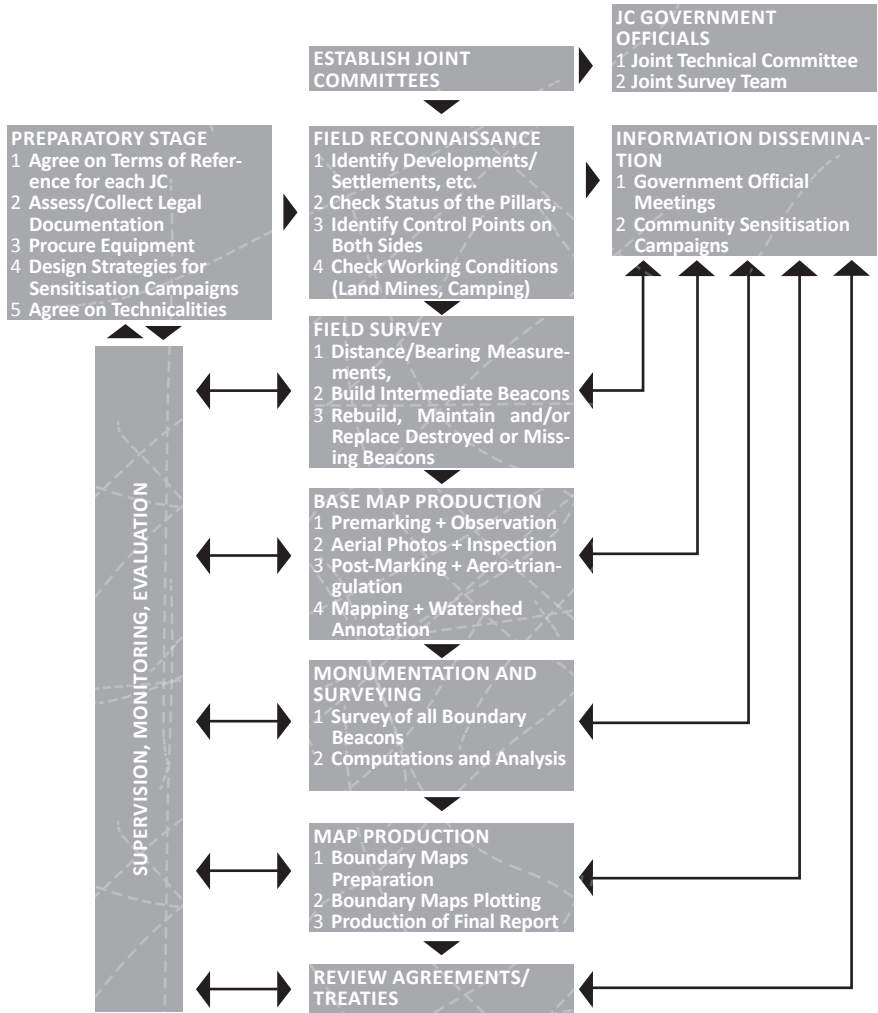 JC GOVERNMENT
OFFICIALS
1 Joint Technical Committee
2 Joint Survey Team
ESTABLISH JOINT
COMMITTEES
PREPARATORY STAGE
1 Agree on Terms of Refer-
ence for each JC
2 Assess/Collect Legal
Documentation
3 Procure Equipment
4 Design Strategies for
Sensitisation Campaigns
5 Agree on Technicalities
FIELD RECONNAISSANCE
1 Identify Developments/
Settlements, etc.
2 Check Status of the Pillars,
3 Identify Control Points on
Both Sides
4 Check Working Conditions
(Land Mines, Camping)
INFORMATION DISSEMINA-
TION
1 Government Official
Meetings
2 Community Sensitisation
Campaigns
FIELD SURVEY
1 Distance/Bearing Measure-
ments,
2 Build Intermediate Beacons
3 Rebuild, Maintain and/or
Replace Destroyed or Miss-
ing Beacons
SUPERVISION, MONITORING, EVALUATION
BASE MAP PRODUCTION
1 Premarking + Observation
2 Aerial Photos + Inspection
3 Post-Marking + Aero-trian-
gulation
4 Mapping + Watershed
Annotation
MONUMENTATION AND
SURVEYING
1 Survey of all Boundary
Beacons
2 Computations and Analysis
MAP PRODUCTION
1 Boundary Maps
Preparation
2 Boundary Maps Plotting
3 Production of Final Report
REVIEW AGREEMENTS/
TREATIES